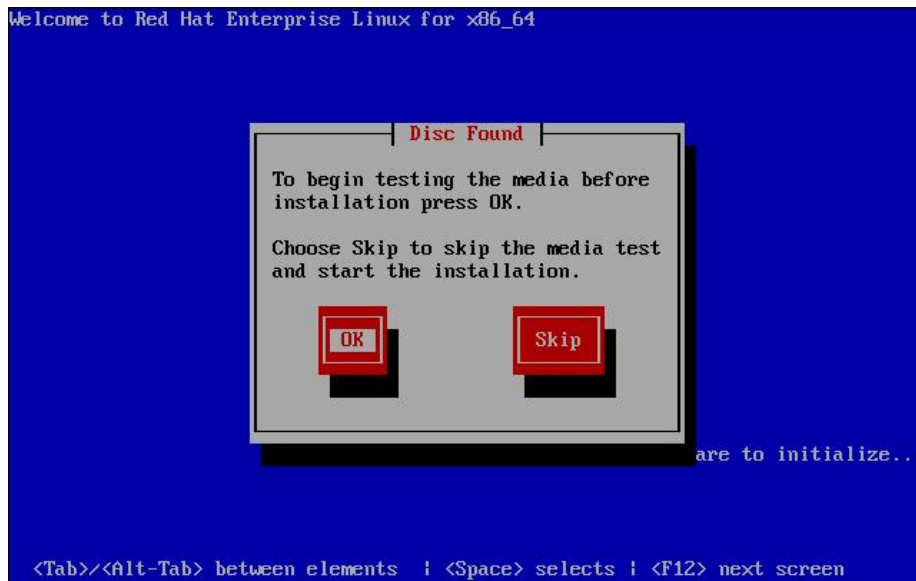 Welcome to Red Hat Enterprise Linux for x86_64
Disc Found
To begin testing the media before
installation press OK.
Choose Skip to skip the media test
and start the installation.
OK Skip
are to initialize..
<Tab>/<Alt-Tab> between elements | <Space> selects | <F12> next screen